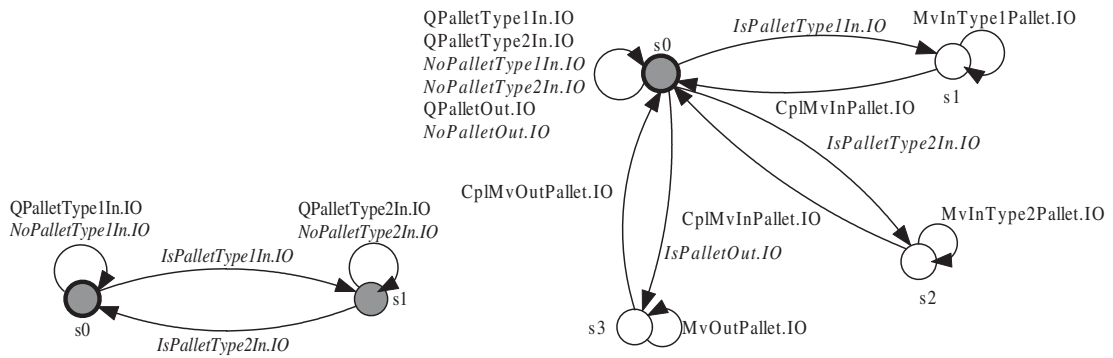 QPalletType1In.IO
NoPalletType1In.IO
IsPalletType1In.IO
QPalletType2In.IO
NoPalletType2In.IO
s0
s1
IsPalletType2In.IO
QPalletType1In.IO
QPalletType2In.IO
NoPalletType1In.IO
NoPalletType2In.IO
QPalletOut.IO
NoPalletOut.IO
s0
IsPalletType1In.IO
MvInType1Pallet.IO
s1
CplMvInPallet.IO
IsPalletType2In.IO
CplMvOutPallet.IO
CplMvInPallet.IO
IsPalletOut.IO
MvInType2Pallet.IO
s2
s3
MvOutPallet.IO